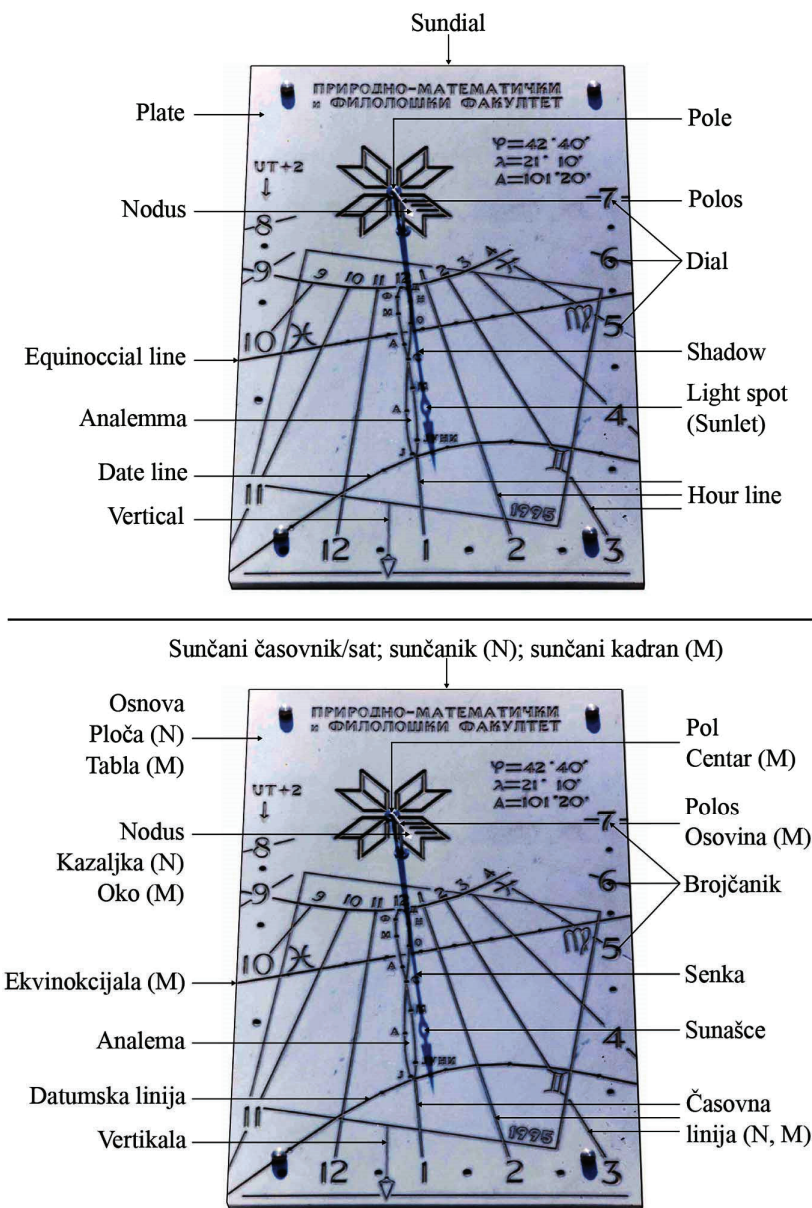 Sundial
ПРИРОДНО-МАТЕМАТИЧКИ
и ФИЛОЛОШКИ ФАКУЛТЕТ
Plate
Pole
φ=42°40'
λ=21° 10'
A=101°20'
UT+2
Nodus
Polos
7
8
6
Dial
9
9 10 11 12 1 2 3 4
5
10
Equinoccial line
Shadow
Light spot
(Sunlet)
Analemma
4
ЈУНИ
Date line
11
Hour line
Vertical
1995
12 1 2 3
Sunčani časovnik/sat; sunčanik (N); sunčani kadran (M)
Osnova
Ploča (N)
Tabla (M)
ПРИРОДНО-МАТЕМАТИЧКИ
и ФИЛОЛОШКИ ФАКУЛТЕТ
Pol
Centar (M)
φ=42°40'
λ=21° 10'
A=101°20'
UT+2
Nodus
Kazaljka (N)
Oko (M)
Polos
Osovina (M)
7
8
6
Brojčanik
9
9 10 11 12 1 2 3 4
5
10
Ekvinokcijala (M)
Senka
Sunašce
Analema
4
Datumska linija
11
Časovna
linija (N, M)
Vertikala
1995
12 1 2 3